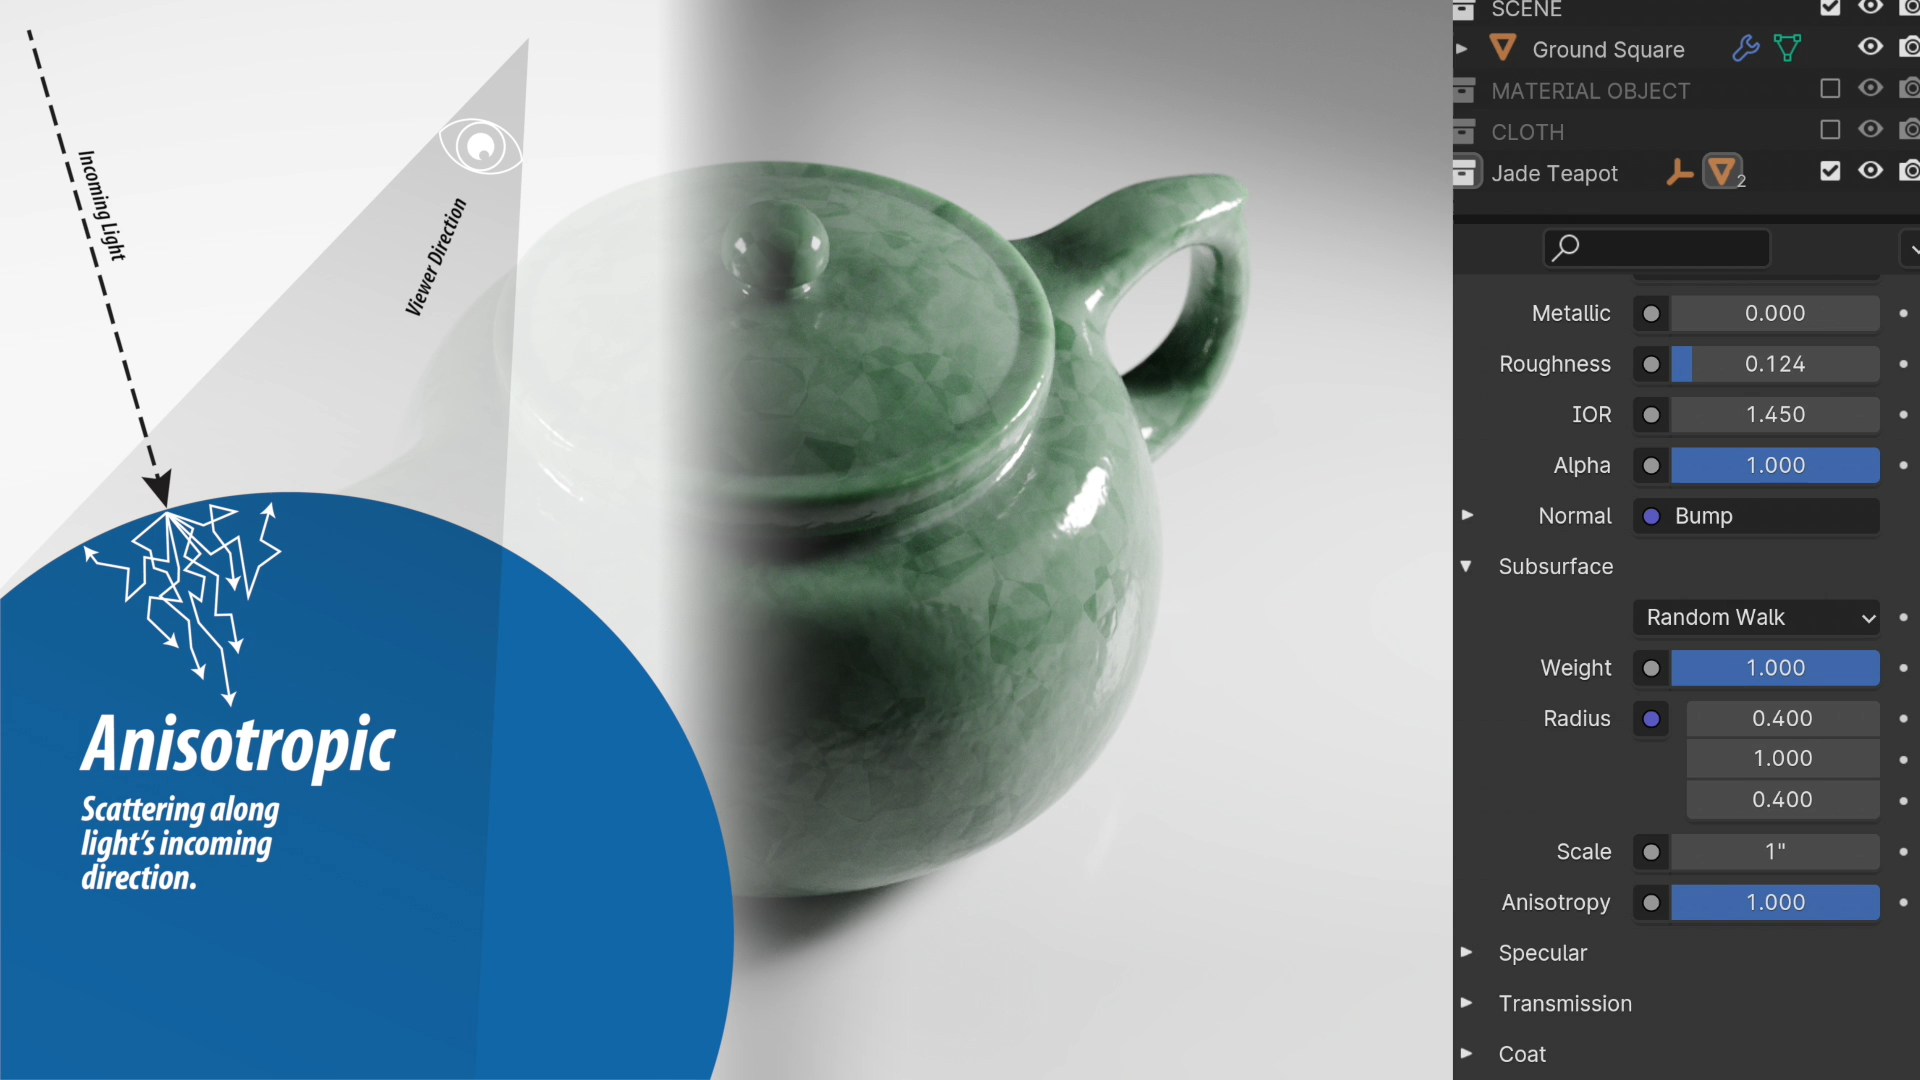 Incoming Light
Viewer Direction
Anisotropic
Scattering along
light's incoming
direction.
SCENE
Ground Square
MATERIAL OBJECT
CLOTH
Jade Teapot
2
Metallic 0.000
Roughness 0.124
IOR 1.450
Alpha 1.000
Normal Bump
Subsurface
Random Walk
Weight 1.000
Radius 0.400
1.000
0.400
Scale 1"
Anisotropy 1.000
Specular
Transmission
Coat